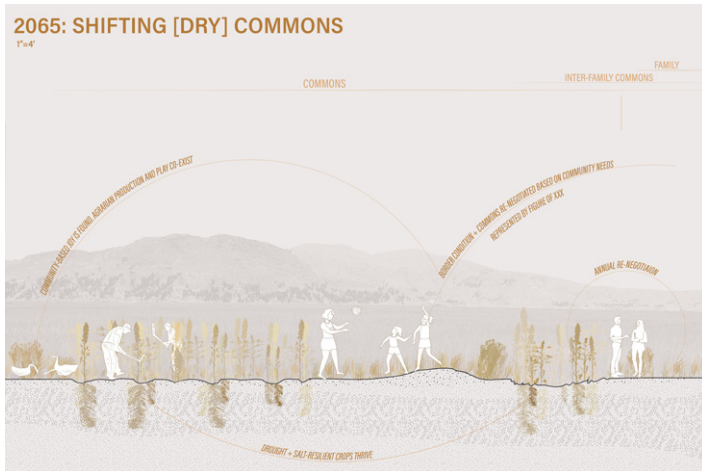 2065: SHIFTING [DRY] COMMONS
1"=4'
FAMILY
INTER-FAMILY COMMONS
COMMONS
COMMUNITY-BASED JOY IS FOUND. AGRARIAN PRODUCTION AND PLAY CO-EXIST
BORDER CONDITION + COMMONS RE-NEGOTIATED BASED ON COMMUNITY NEEDS
REPRESENTED BY FIGURE OF XXX
ANNUAL RE-NEGOTIAION
DROUGHT + SALT-RESILIENT CROPS THRIVE